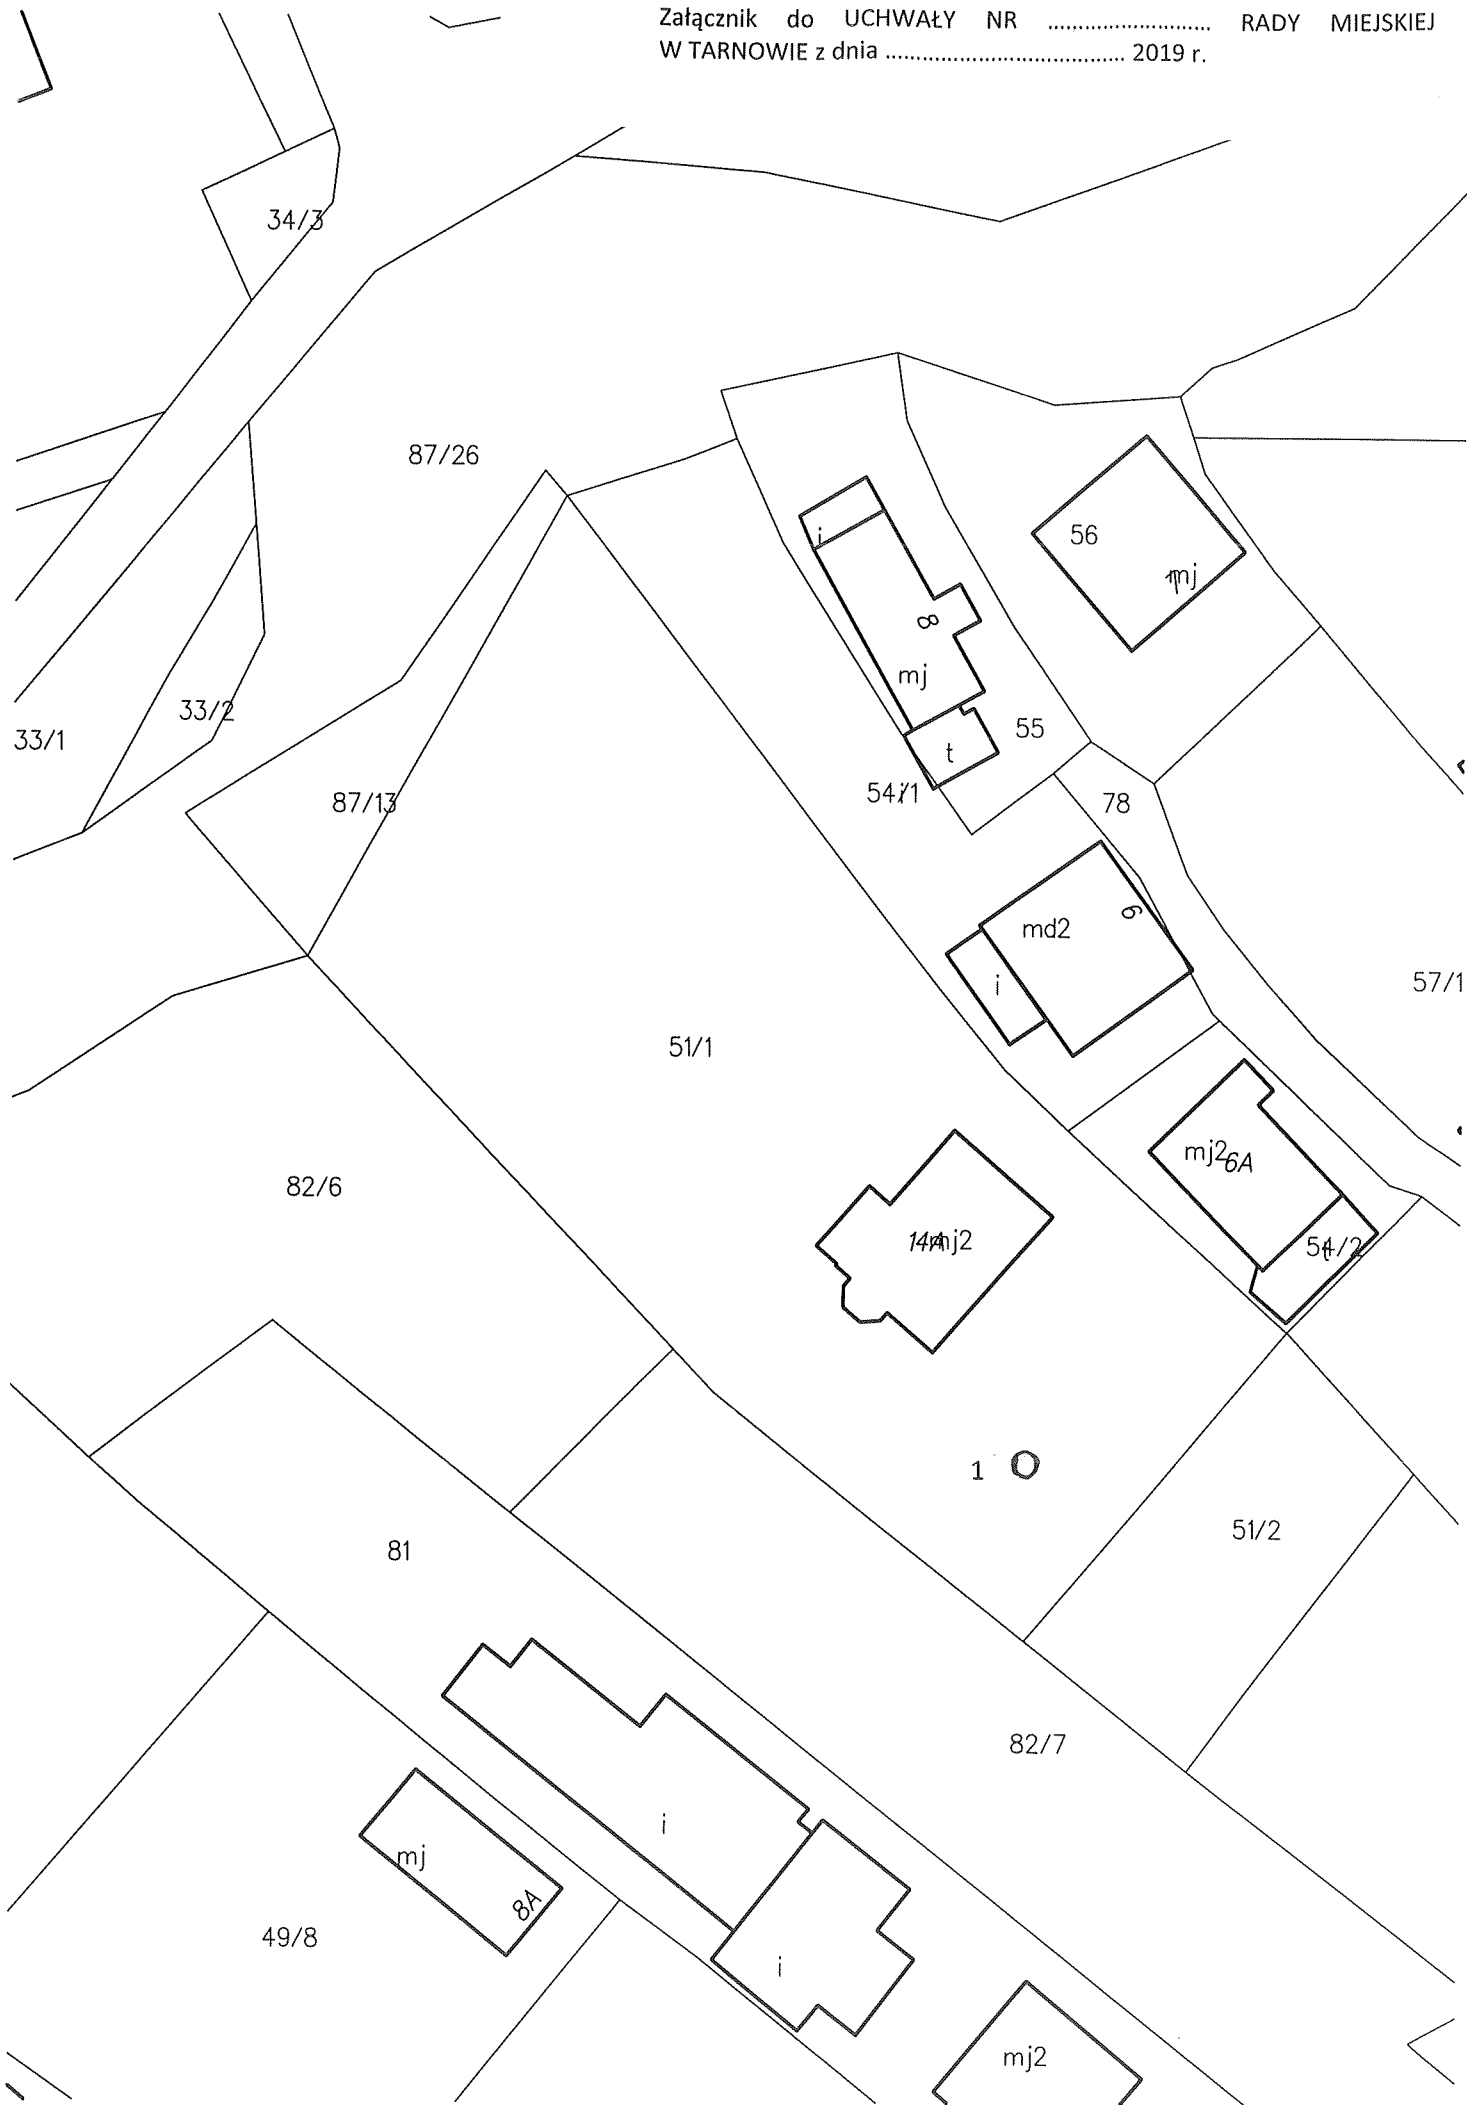 Załącznik do UCHWAŁY NR ........................... RADY MIEJSKIEJ
W TARNOWIE z dnia ....................................... 2019 r.
34/3
87/26
56
i
mj
8
mj
33/2
55
33/1
t
87/13
54/1
78
6
md2
57/1
i
51/1
mj2
6A
82/6
14A
mj2
54/2
t
1
51/2
81
82/7
i
mj
8A
49/8
i
mj2